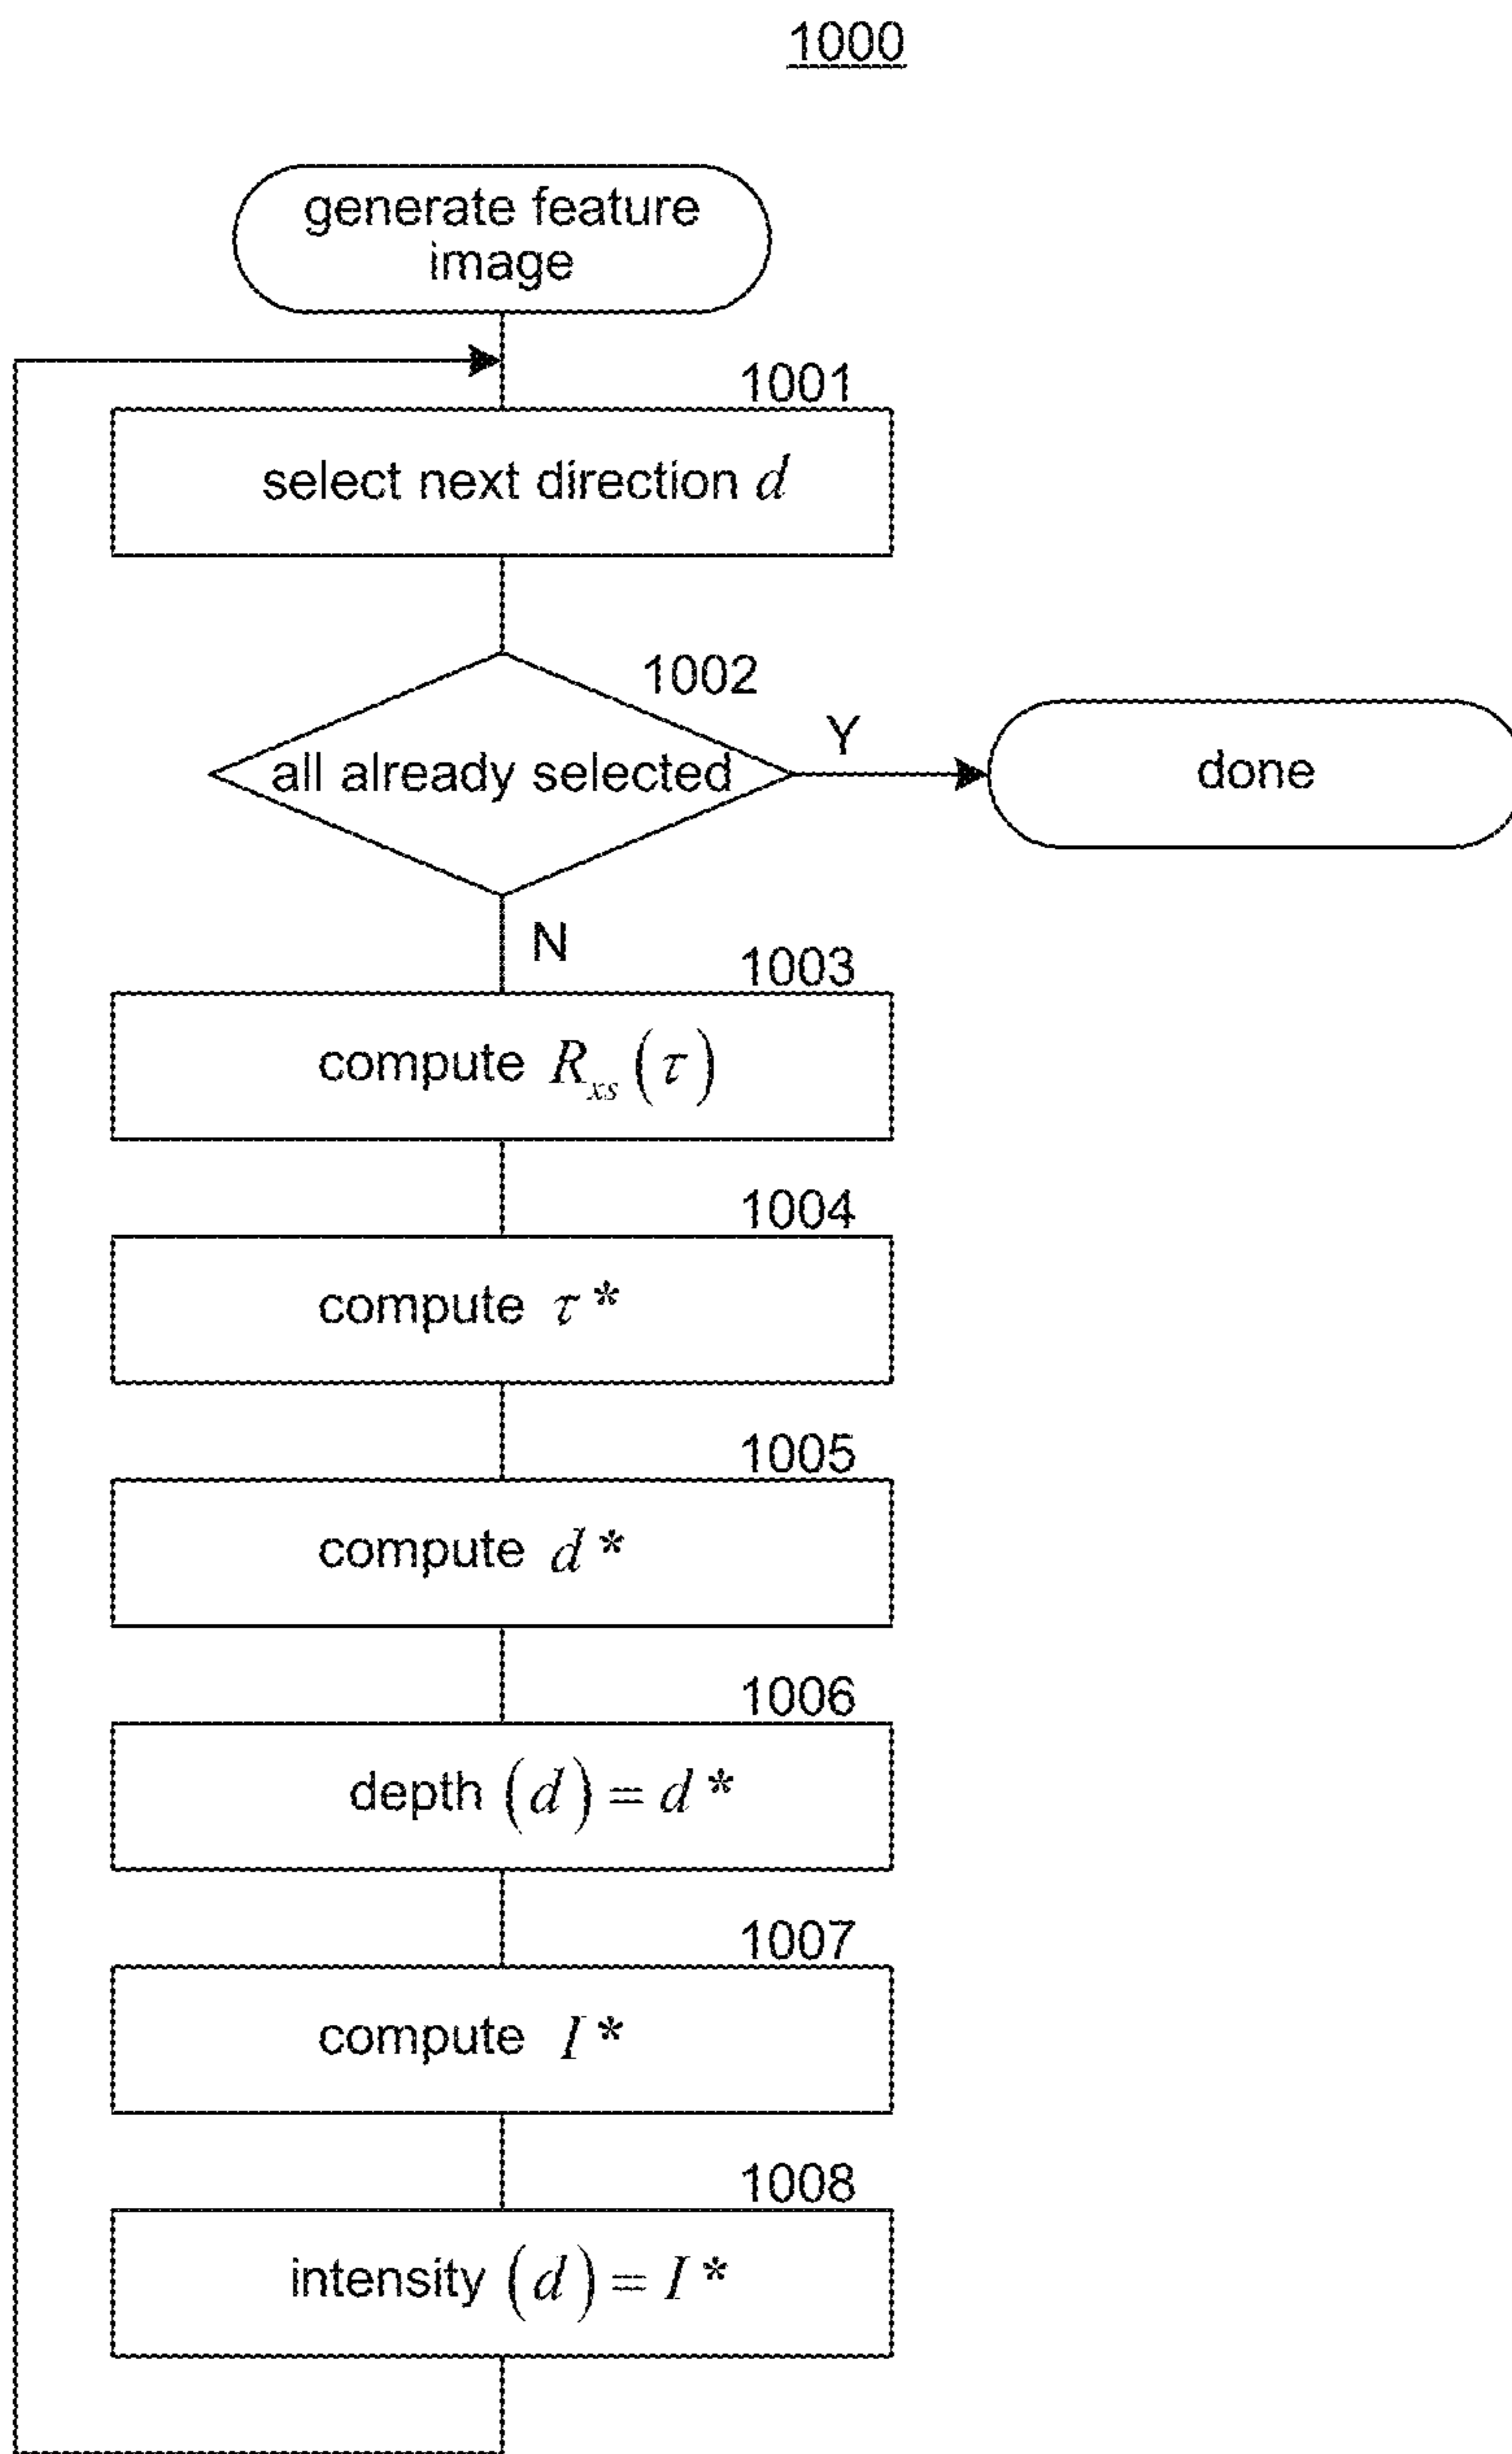 1000
generate feature
image
1001
select next direction d
1002
all already selected
Y
done
N
1003
compute R_xs(τ)
1004
compute τ*
1005
compute d*
1006
depth (d) = d*
1007
compute I*
1008
intensity (d) = I*